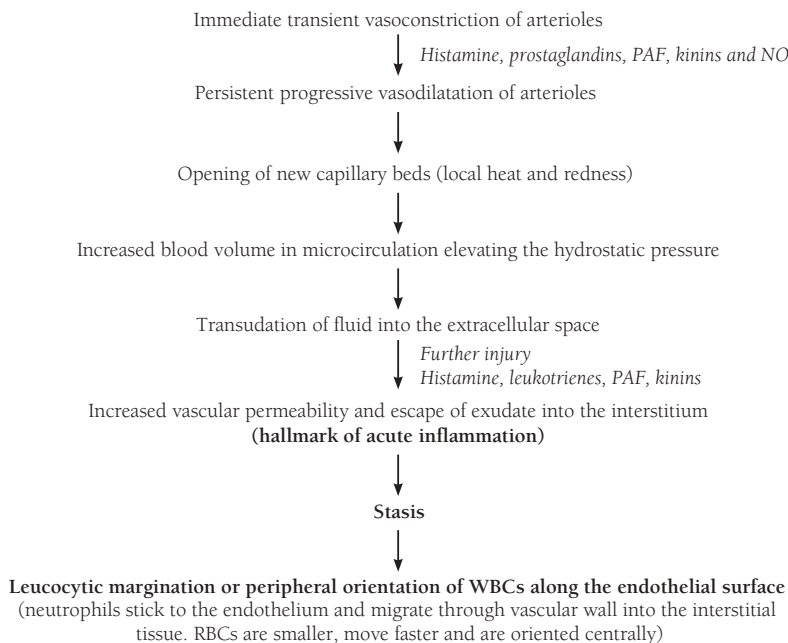 Immediate transient vasoconstriction of arterioles
Histamine, prostaglandins, PAF, kinins and NO
Persistent progressive vasodilatation of arterioles
Opening of new capillary beds (local heat and redness)
Increased blood volume in microcirculation elevating the hydrostatic pressure
Transudation of fluid into the extracellular space
Further injury
Histamine, leukotrienes, PAF, kinins
Increased vascular permeability and escape of exudate into the interstitium
(hallmark of acute inflammation)
Stasis
Leucocytic margination or peripheral orientation of WBCs along the endothelial surface
(neutrophils stick to the endothelium and migrate through vascular wall into the interstitial
tissue. RBCs are smaller, move faster and are oriented centrally)